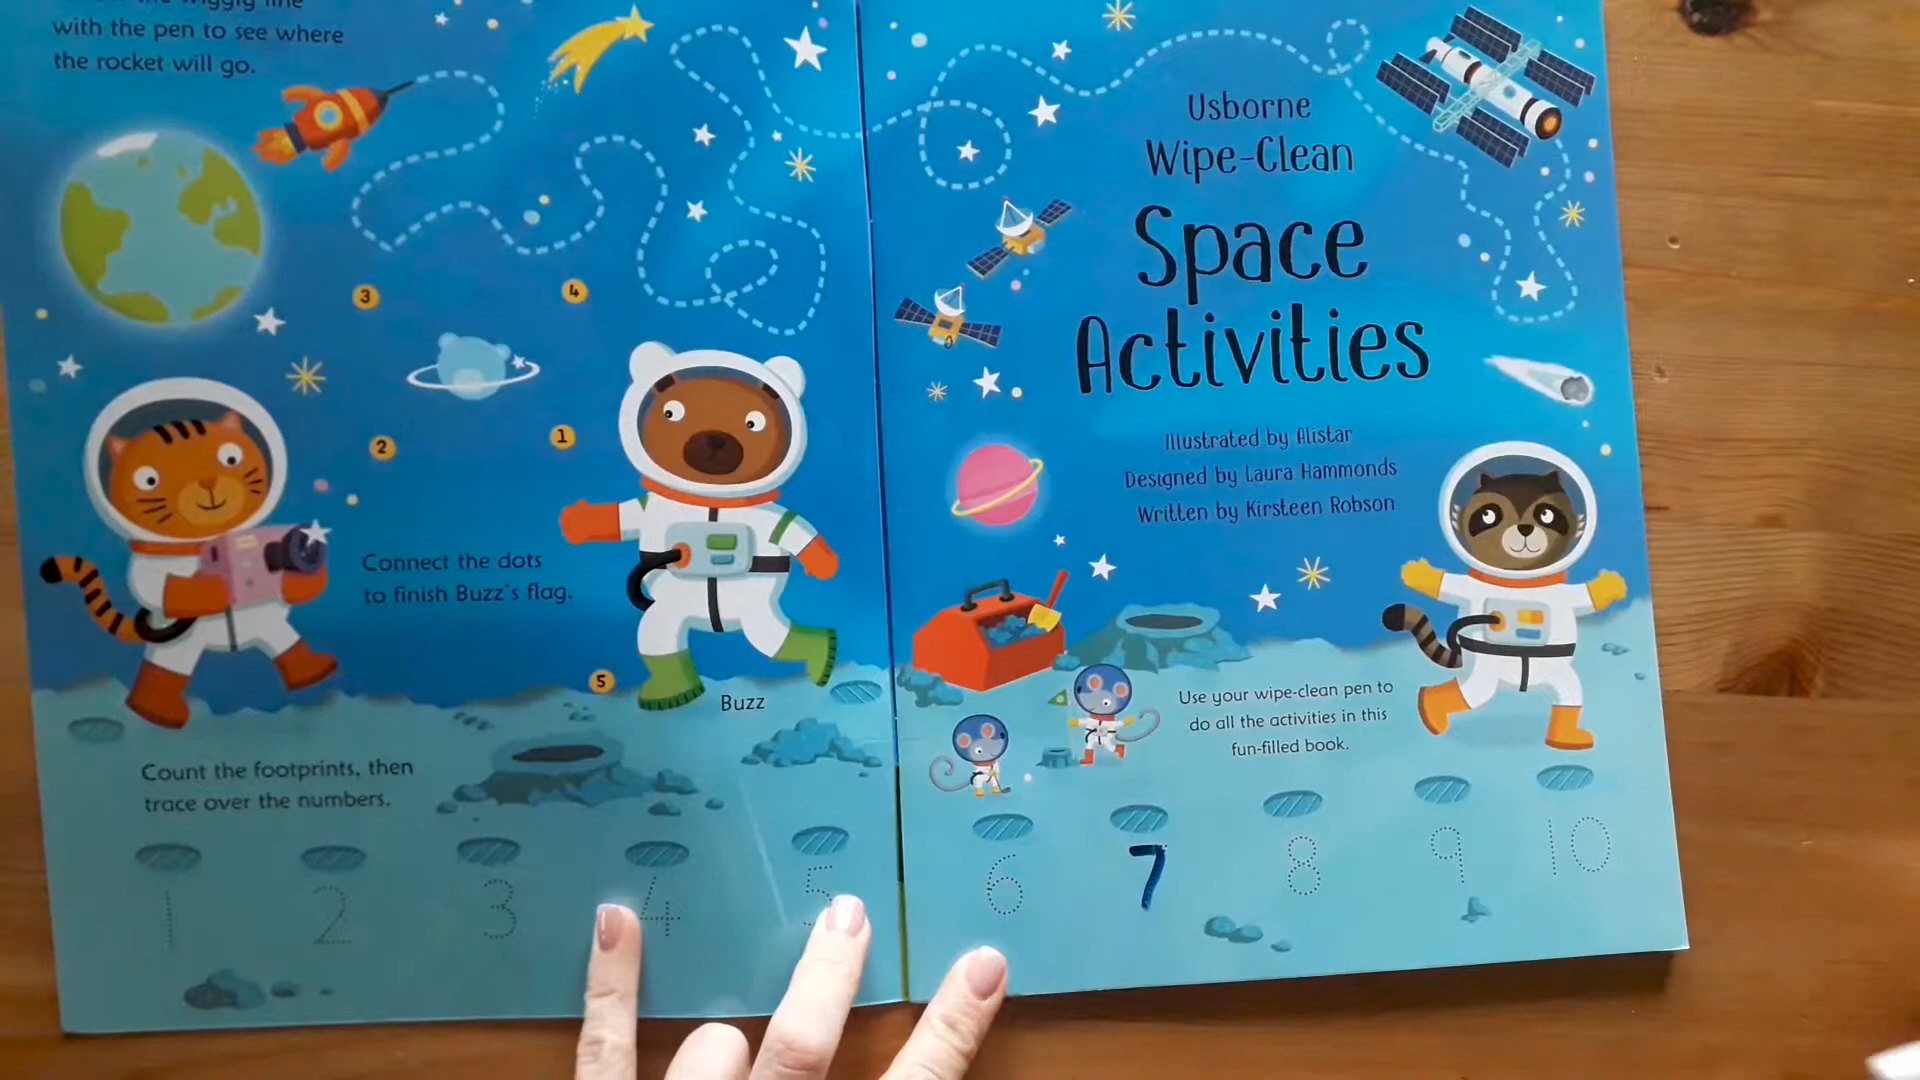 with the pen to see where
the rocket will go.
3
4
2
1
Connect the dots
to finish Buzz's flag.
5
Buzz
Count the footprints, then
trace over the numbers.
1 2 3 4 5
Usborne
Wipe-Clean
Space
Activities
Illustrated by Alistar
Designed by Laura Hammonds
Written by Kirsteen Robson
Use your wipe-clean pen to
do all the activities in this
fun-filled book.
6 7 8 9 10